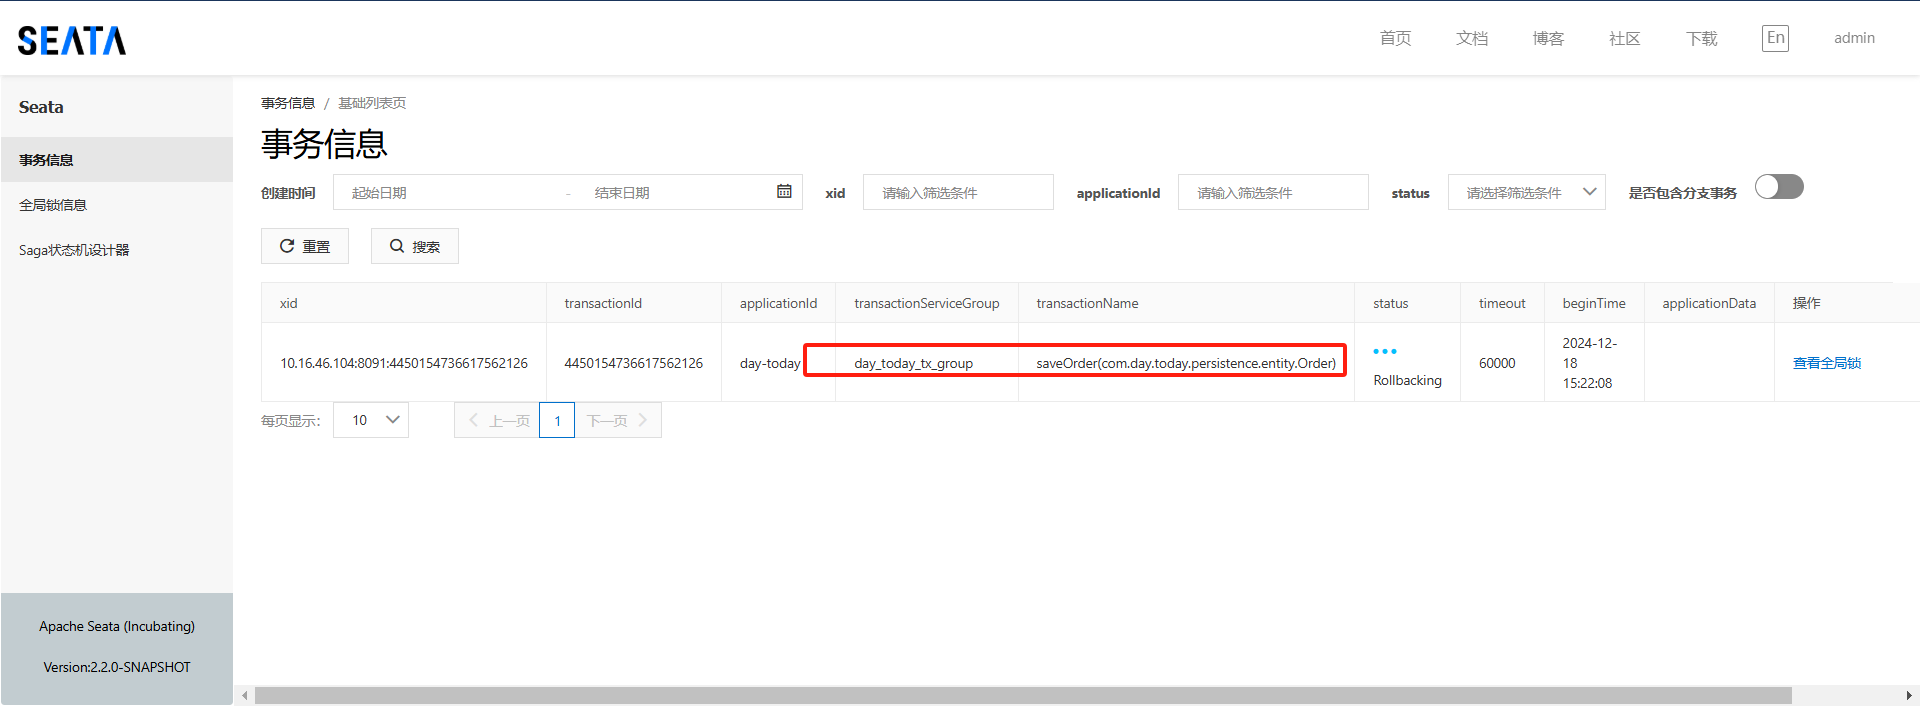 SEATA
首页 文档 博客 社区 下载 En admin
Seata
事务信息
全局锁信息
Saga状态机设计器
Apache Seata (Incubating)
Version:2.2.0-SNAPSHOT
事务信息 / 基础列表页
事务信息
创建时间 起始日期 - 结束日期 xid 请输入筛选条件 applicationId 请输入筛选条件 status 请选择筛选条件 是否包含分支事务
重置 搜索
xid transactionId applicationId transactionServiceGroup transactionName status timeout beginTime applicationData 操作
10.16.46.104:8091:4450154736617562126 4450154736617562126 day-today day_today_tx_group saveOrder(com.day.today.persistence.entity.Order) Rollbacking 60000 2024-12-18 15:22:08 查看全局锁
每页显示: 10 上一页 1 下一页